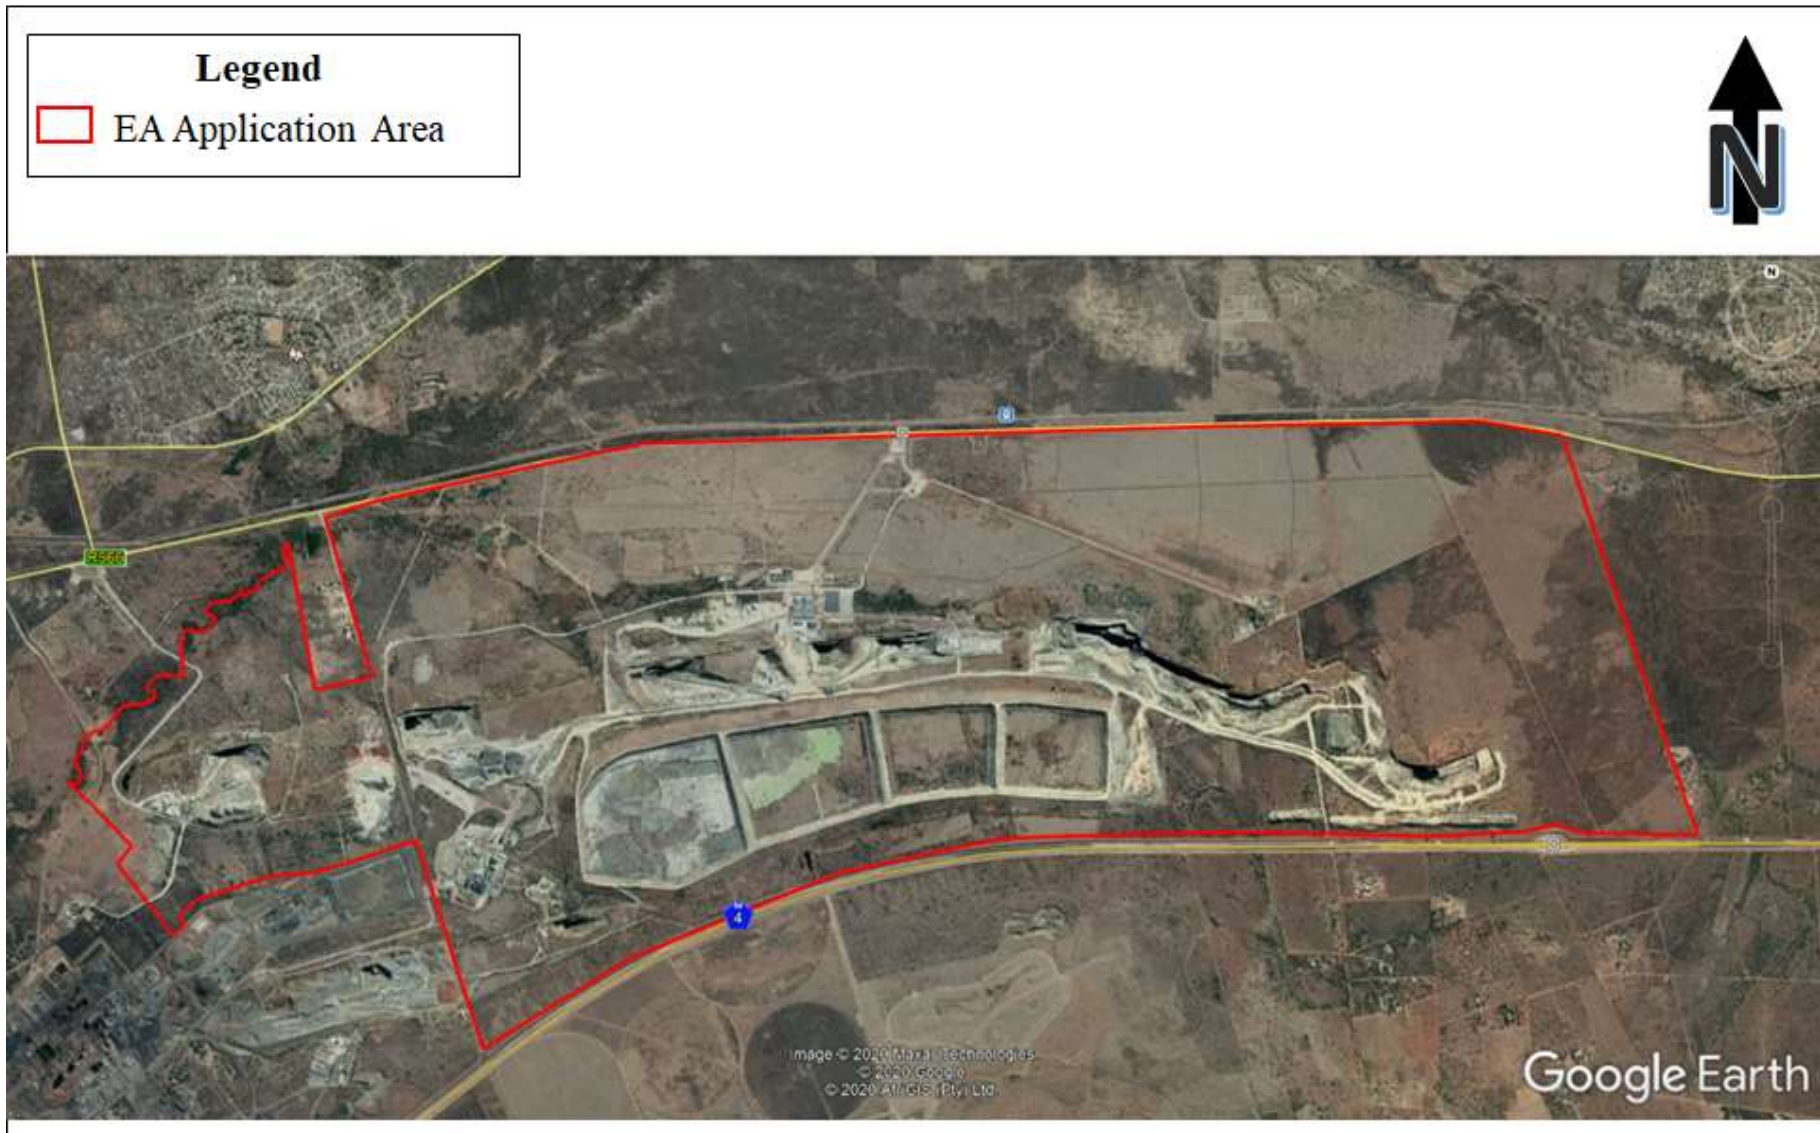 Legend
EA Application Area
N
N
R566
N
4
Image © 2020 Maxar Technologies
© 2020 Google
© 2020 AfriGIS (Pty) Ltd.
Google Earth